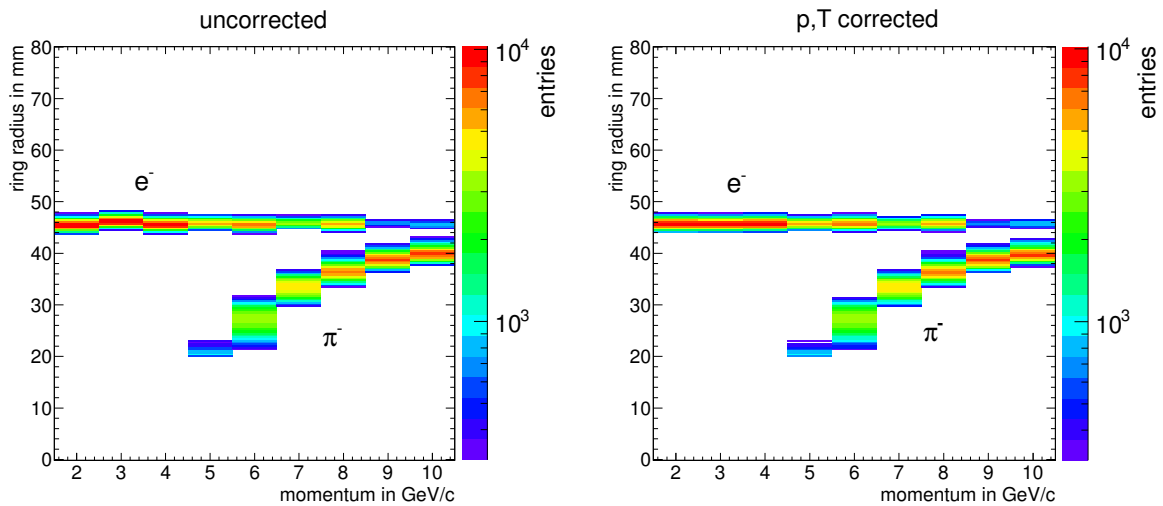 uncorrected
ring radius in mm
80
70
60
50
40
30
20
10
0
e-
π-
2 3 4 5 6 7 8 9 10
momentum in GeV/c
10^4
10^3
entries
p,T corrected
ring radius in mm
80
70
60
50
40
30
20
10
0
e-
π-
2 3 4 5 6 7 8 9 10
momentum in GeV/c
10^4
10^3
entries